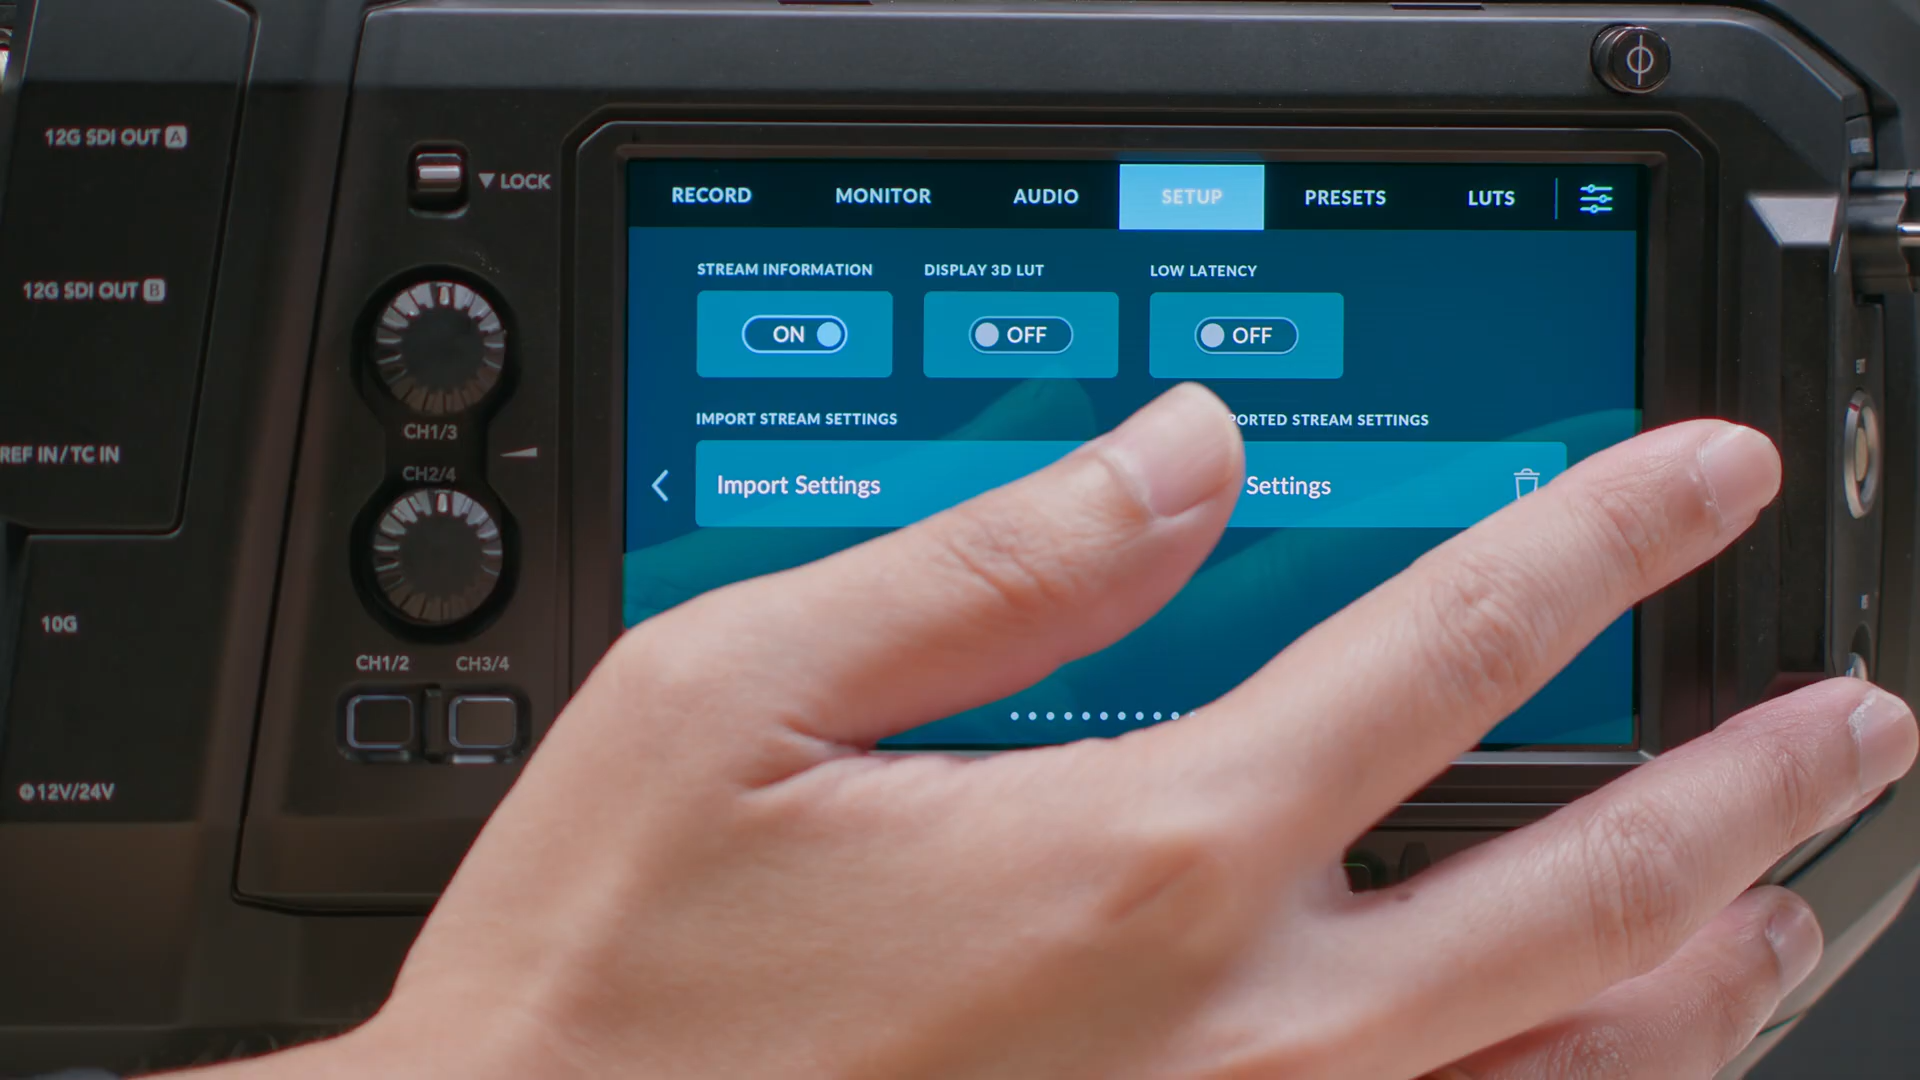 12G SDI OUT A
12G SDI OUT B
REF IN / TC IN
10G
12V/24V
LOCK
CH1/3
CH2/4
CH1/2 CH3/4
RECORD MONITOR AUDIO SETUP PRESETS LUTS
STREAM INFORMATION DISPLAY 3D LUT LOW LATENCY
ON OFF OFF
IMPORT STREAM SETTINGS PORTED STREAM SETTINGS
Import Settings Settings